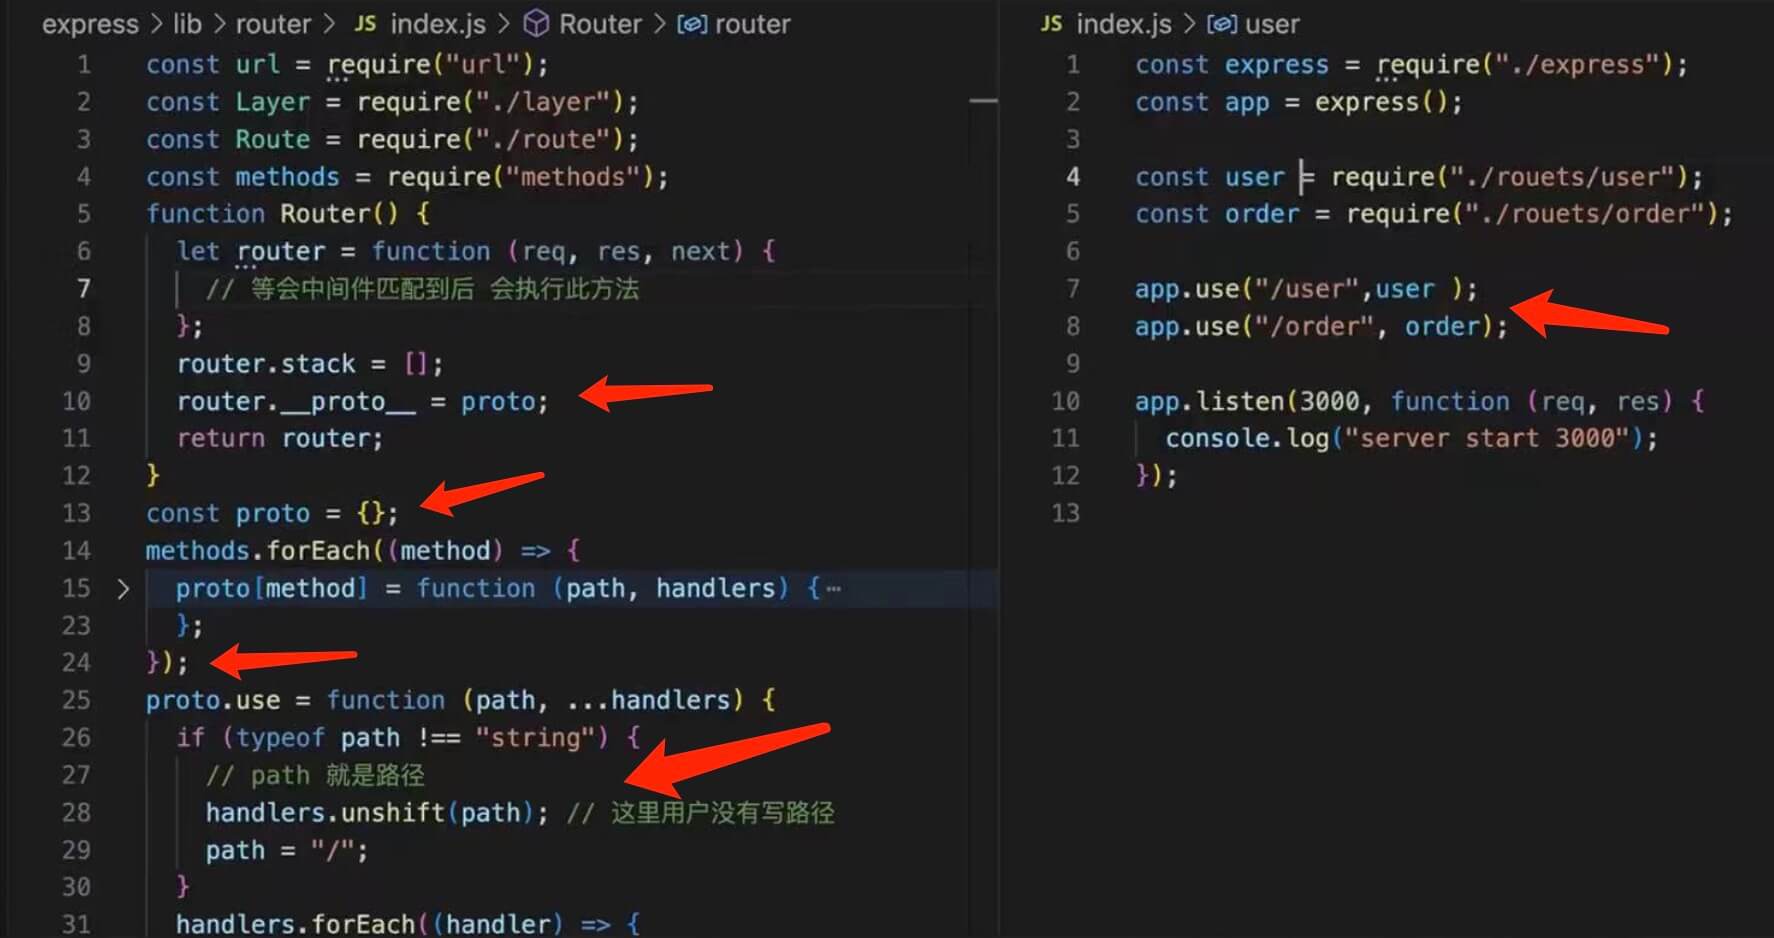 express > lib > router > JS index.js > Router > router
1 const url = require("url");
2 const Layer = require("./layer");
3 const Route = require("./route");
4 const methods = require("methods");
5 function Router() {
6 let router = function (req, res, next) {
7 // 等会中间件匹配到后 会执行此方法
8 };
9 router.stack = [];
10 router.__proto__ = proto;
11 return router;
12 }
13 const proto = {};
14 methods.forEach((method) => {
15 > proto[method] = function (path, handlers) {⋯
23 };
24 });
25 proto.use = function (path, ...handlers) {
26 if (typeof path !== "string") {
27 // path 就是路径
28 handlers.unshift(path); // 这里用户没有写路径
29 path = "/";
30 }
31 handlers.forEach((handler) => {
JS index.js > user
1 const express = require("./express");
2 const app = express();
3
4 const user = require("./rouets/user");
5 const order = require("./rouets/order");
6
7 app.use("/user",user );
8 app.use("/order", order);
9
10 app.listen(3000, function (req, res) {
11 console.log("server start 3000");
12 });
13